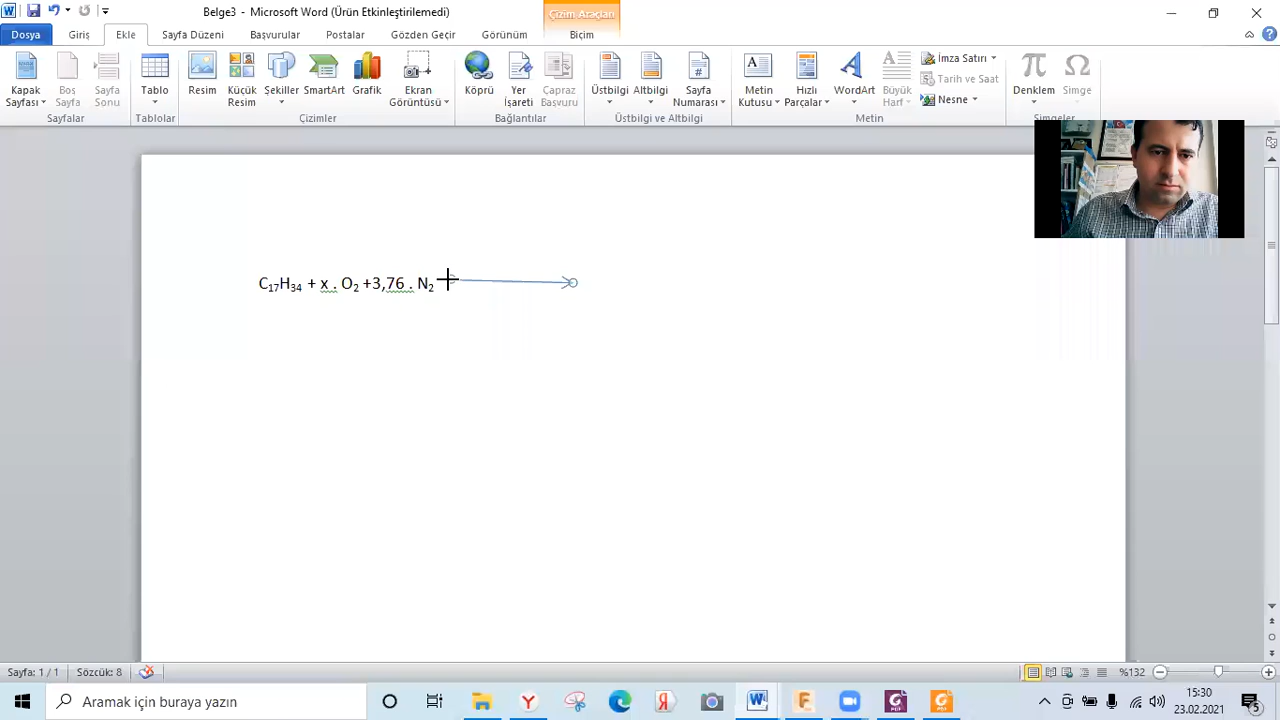 Belge3 - Microsoft Word (Ürün Etkinleştirilemedi)
Çizim Araçları
Dosya Giriş Ekle Sayfa Düzeni Başvurular Postalar Gözden Geçir Görünüm Biçim
Kapak Sayfası
Boş Sayfa
Sayfa Sonu
Tablo
Resim
Küçük Resim
Şekiller
SmartArt
Grafik
Ekran Görüntüsü
Köprü
Yer İşareti
Çapraz Başvuru
Üstbilgi
Altbilgi
Sayfa Numarası
Metin Kutusu
Hızlı Parçalar
WordArt
Büyük Harf
İmza Satırı
Tarih ve Saat
Nesne
Denklem
Simge
Sayfalar Tablolar Çizimler Bağlantılar Üstbilgi ve Altbilgi Metin Simgeler
C₁₇H₃₄ + x . O₂ +3,76 . N₂
Sayfa: 1 / 1 Sözcük: 8 %132
Aramak için buraya yazın
15:30
23.02.2021
5